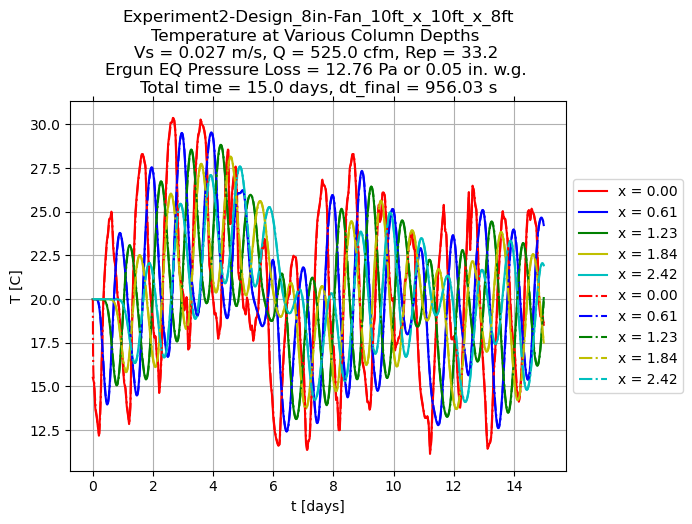 Experiment2-Design_8in-Fan_10ft_x_10ft_x_8ft
Temperature at Various Column Depths
Vs = 0.027 m/s, Q = 525.0 cfm, Rep = 33.2
Ergun EQ Pressure Loss = 12.76 Pa or 0.05 in. w.g.
Total time = 15.0 days, dt_final = 956.03 s
30.0
27.5
25.0
22.5
20.0
17.5
15.0
12.5
T [C]
0 2 4 6 8 10 12 14
t [days]
x = 0.00
x = 0.61
x = 1.23
x = 1.84
x = 2.42
x = 0.00
x = 0.61
x = 1.23
x = 1.84
x = 2.42